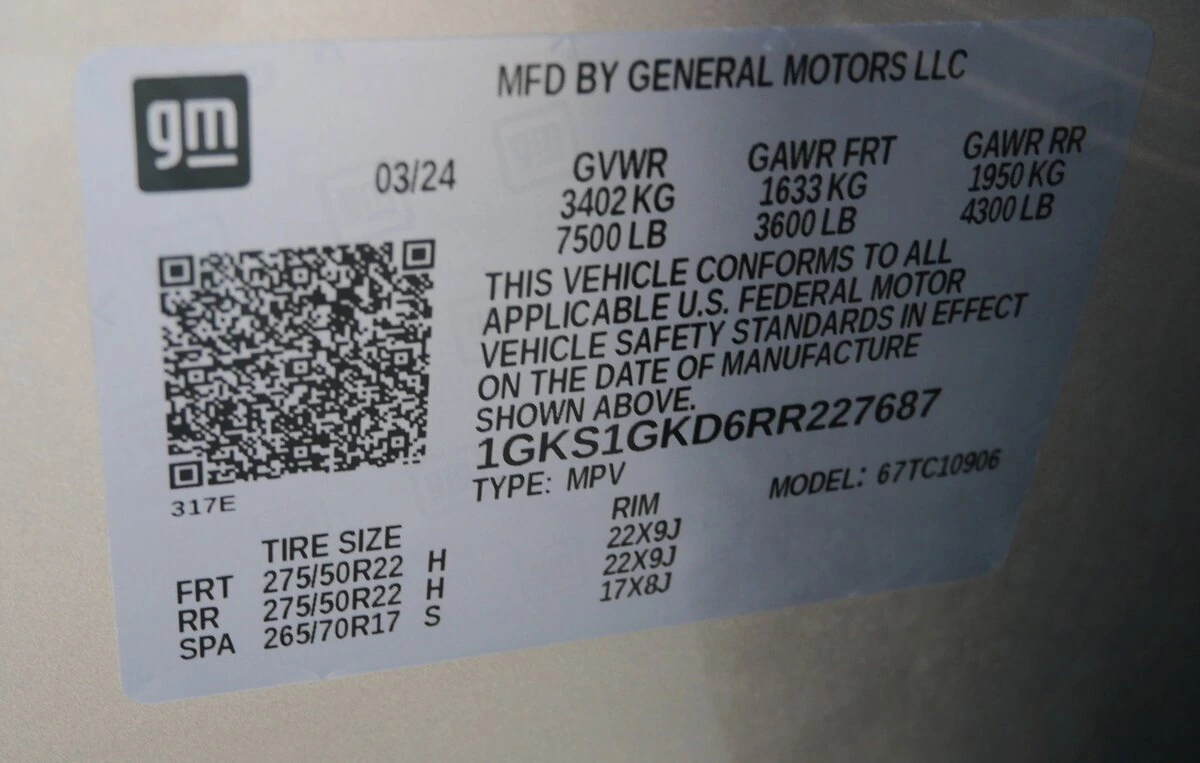 gm
MFD BY GENERAL MOTORS LLC
03/24
GVWR GAWR FRT GAWR RR
3402 KG 1633 KG 1950 KG
7500 LB 3600 LB 4300 LB
THIS VEHICLE CONFORMS TO ALL
APPLICABLE U.S. FEDERAL MOTOR
VEHICLE SAFETY STANDARDS IN EFFECT
ON THE DATE OF MANUFACTURE
SHOWN ABOVE.
1GKS1GKD6RR227687
TYPE: MPV MODEL: 67TC10906
317E
TIRE SIZE RIM
FRT 275/50R22 H 22X9J
RR 275/50R22 H 22X9J
SPA 265/70R17 S 17X8J